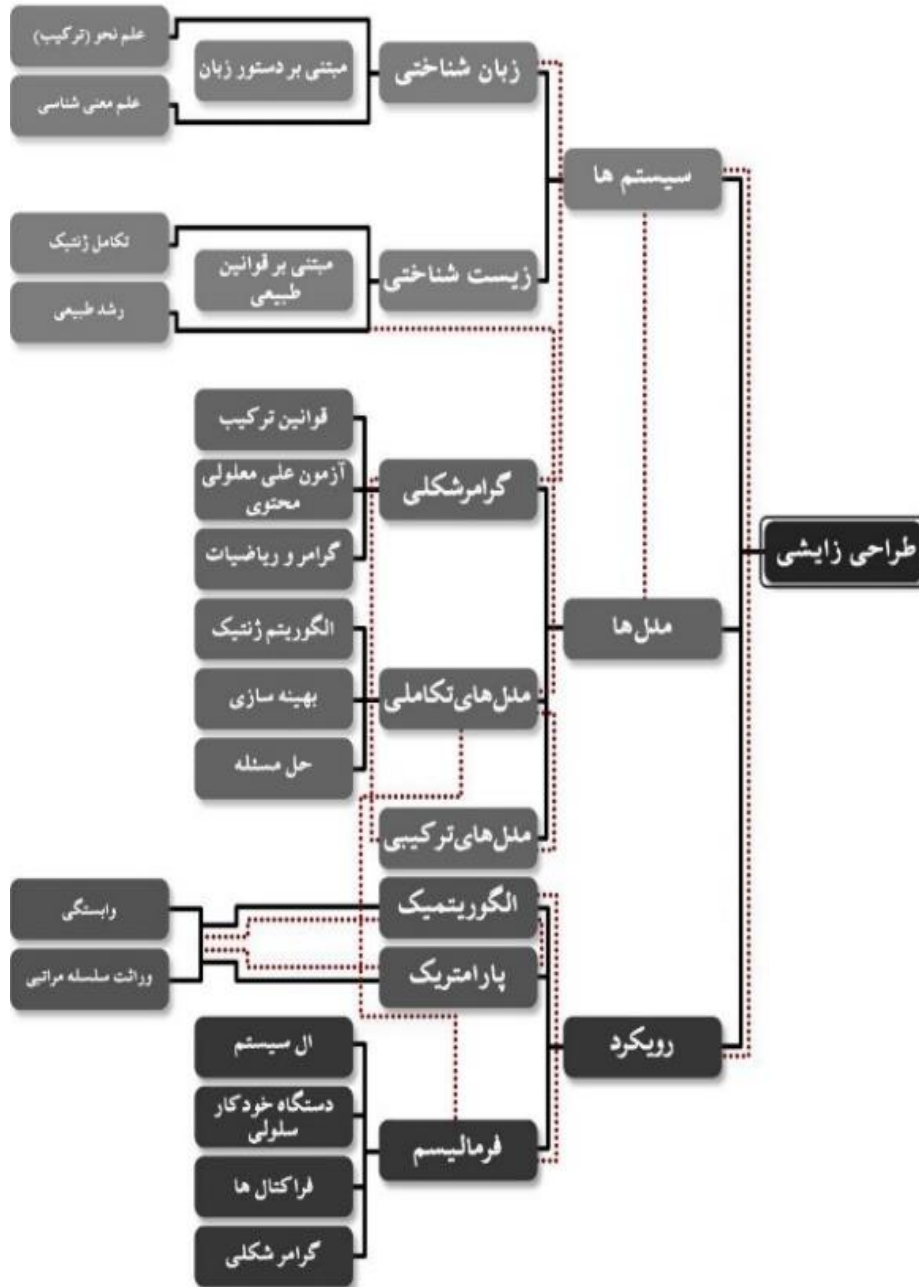 طراحی زایشی
سیستم ها
زبان شناختی
مبتنی بر دستور زبان
علم نحو (ترکیب)
علم معنی شناسی
زیست شناختی
مبتنی بر قوانین
طبیعی
تکامل ژنتیک
رشد طبیعی
مدل‌ها
گرامرشکلی
قوانین ترکیب
آزمون علی معلولی
محتوی
گرامر و ریاضیات
مدل‌های تکاملی
الگوریتم ژنتیک
بهینه سازی
حل مسئله
مدل‌های ترکیبی
رویکرد
الگوریتمیک
پارامتریک
وابستگی
وراثت سلسله مراتبی
فرمالیسم
ال سیستم
دستگاه خودکار
سلولی
فراکتال ها
گرامر شکلی